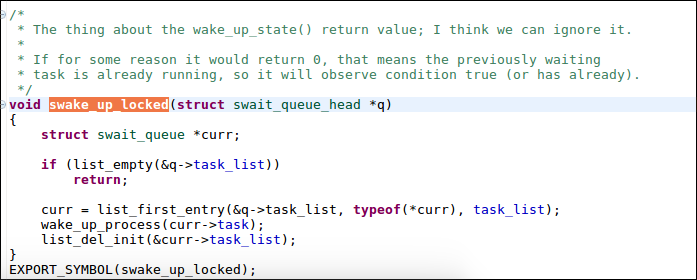 /*
 * The thing about the wake_up_state() return value; I think we can ignore it.
 *
 * If for some reason it would return 0, that means the previously waiting
 * task is already running, so it will observe condition true (or has already).
 */
void swake_up_locked(struct swait_queue_head *q)
{
    struct swait_queue *curr;

    if (list_empty(&q->task_list))
        return;

    curr = list_first_entry(&q->task_list, typeof(*curr), task_list);
    wake_up_process(curr->task);
    list_del_init(&curr->task_list);
}
EXPORT_SYMBOL(swake_up_locked);